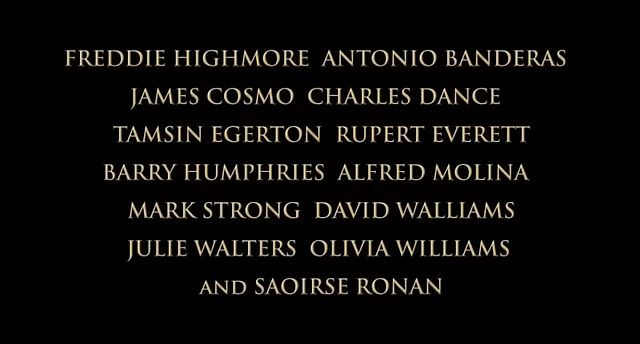 FREDDIE HIGHMORE ANTONIO BANDERAS
JAMES COSMO CHARLES DANCE
TAMSIN EGERTON RUPERT EVERETT
BARRY HUMPHRIES ALFRED MOLINA
MARK STRONG DAVID WALLIAMS
JULIE WALTERS OLIVIA WILLIAMS
AND SAOIRSE RONAN